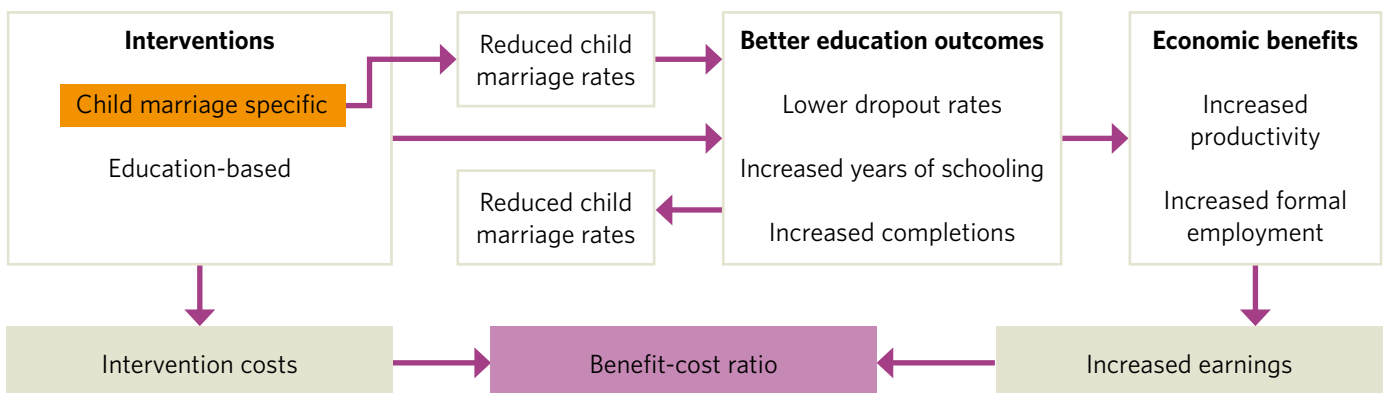 Interventions
Child marriage specific
Education-based
Reduced child
marriage rates
Reduced child
marriage rates
Better education outcomes
Lower dropout rates
Increased years of schooling
Increased completions
Economic benefits
Increased
productivity
Increased formal
employment
Intervention costs
Benefit-cost ratio
Increased earnings